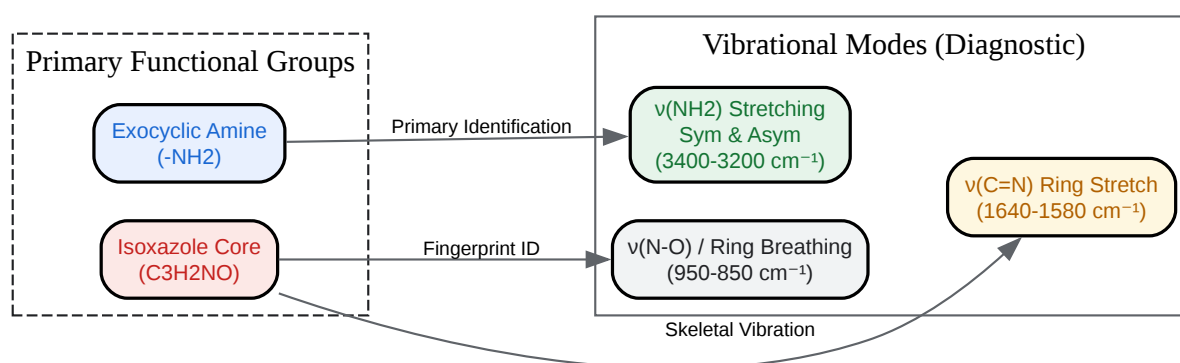 Primary Functional Groups
Exocyclic Amine
(-NH2)
Isoxazole Core
(C3H2NO)
Primary Identification
Fingerprint ID
Skeletal Vibration
Vibrational Modes (Diagnostic)
ν(NH2) Stretching
Sym & Asym
(3400-3200 cm⁻¹)
ν(N-O) / Ring Breathing
(950-850 cm⁻¹)
ν(C=N) Ring Stretch
(1640-1580 cm⁻¹)